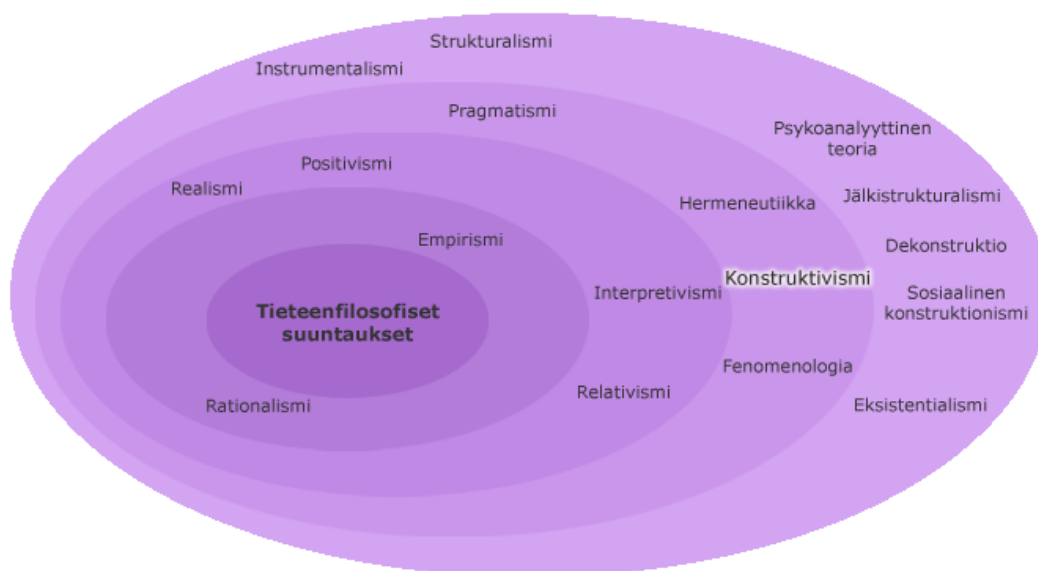 Strukturalismi
Instrumentalismi
Pragmatismi
Psykoanalyyttinen
teoria
Positivismi
Realismi
Hermeneutiikka
Jälkistrukturalismi
Empirismi
Dekonstruktio
Konstruktivismi
Interpretivismi
Sosiaalinen
konstruktionismi
Tieteenfilosofiset
suuntaukset
Fenomenologia
Relativismi
Rationalismi
Eksistentialismi